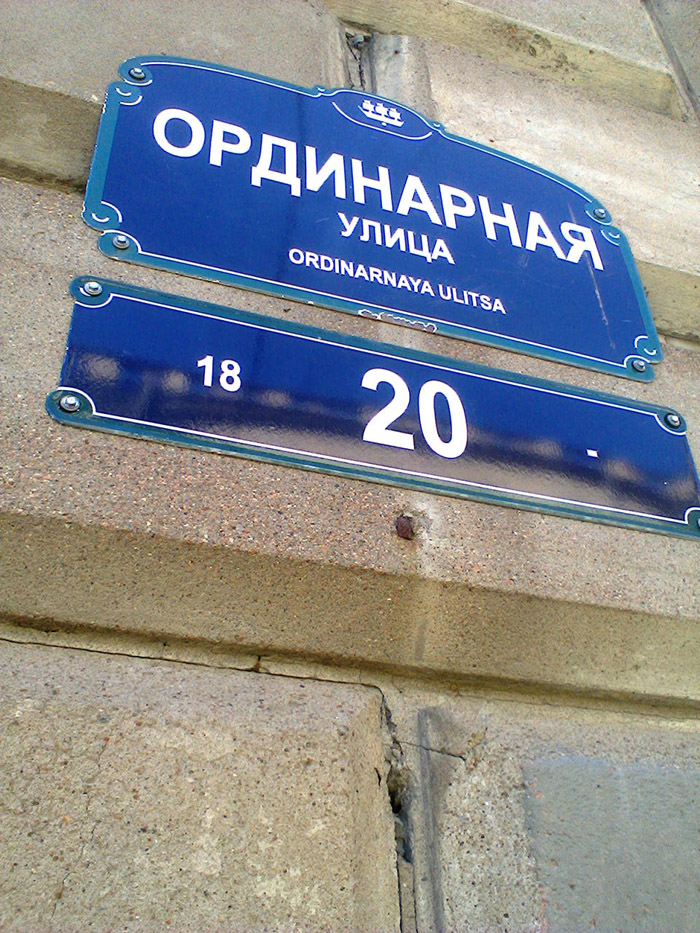 ОРДИНАРНАЯ
УЛИЦА
ORDINARNAYA ULITSA
18 20